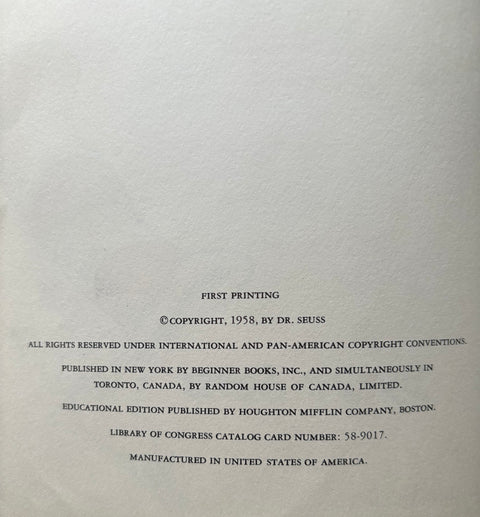 FIRST PRINTING
©COPYRIGHT, 1958, BY DR. SEUSS
ALL RIGHTS RESERVED UNDER INTERNATIONAL AND PAN-AMERICAN COPYRIGHT CONVENTIONS.
PUBLISHED IN NEW YORK BY BEGINNER BOOKS, INC., AND SIMULTANEOUSLY IN
TORONTO, CANADA, BY RANDOM HOUSE OF CANADA, LIMITED.
EDUCATIONAL EDITION PUBLISHED BY HOUGHTON MIFFLIN COMPANY, BOSTON.
LIBRARY OF CONGRESS CATALOG CARD NUMBER: 58-9017.
MANUFACTURED IN UNITED STATES OF AMERICA.